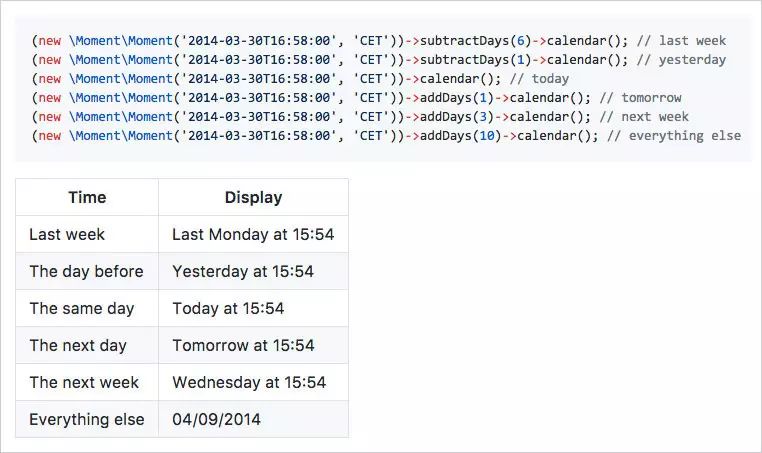 (new \Moment\Moment('2014-03-30T16:58:00', 'CET'))->subtractDays(6)->calendar(); // last week
(new \Moment\Moment('2014-03-30T16:58:00', 'CET'))->subtractDays(1)->calendar(); // yesterday
(new \Moment\Moment('2014-03-30T16:58:00', 'CET'))->calendar(); // today
(new \Moment\Moment('2014-03-30T16:58:00', 'CET'))->addDays(1)->calendar(); // tomorrow
(new \Moment\Moment('2014-03-30T16:58:00', 'CET'))->addDays(3)->calendar(); // next week
(new \Moment\Moment('2014-03-30T16:58:00', 'CET'))->addDays(10)->calendar(); // everything else
Time Display
Last week Last Monday at 15:54
The day before Yesterday at 15:54
The same day Today at 15:54
The next day Tomorrow at 15:54
The next week Wednesday at 15:54
Everything else 04/09/2014